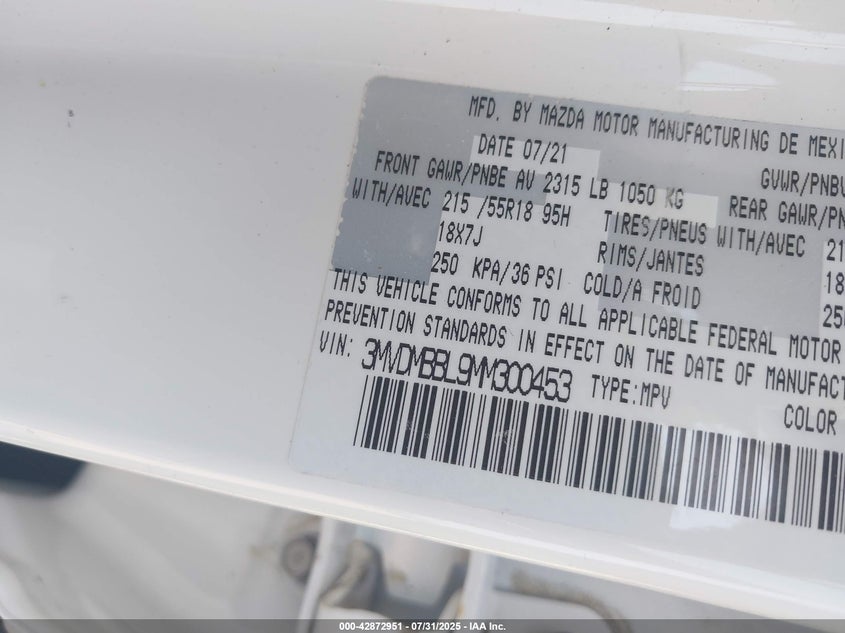 MFD. BY MAZDA MOTOR MANUFACTURING DE MEXI
DATE 07/21
GVWR/PNBV
FRONT GAWR/PNBE AV 2315 LB 1050 KG
REAR GAWR/PN
WITH/AVEC 215 /55R18 95H
TIRES/PNEUS WITH/AVEC 21
18X7J
RIMS/JANTES
18
250 KPA/36 PSI
COLD/A FROID
250
THIS VEHICLE CONFORMS TO ALL APPLICABLE FEDERAL MOTOR
PREVENTION STANDARDS IN EFFECT ON THE DATE OF MANUFACT
VIN: 3MVDMBBL9MM300453 TYPE:MPV
COLOR
000-42872951 - 07/31/2025 - IAA Inc.